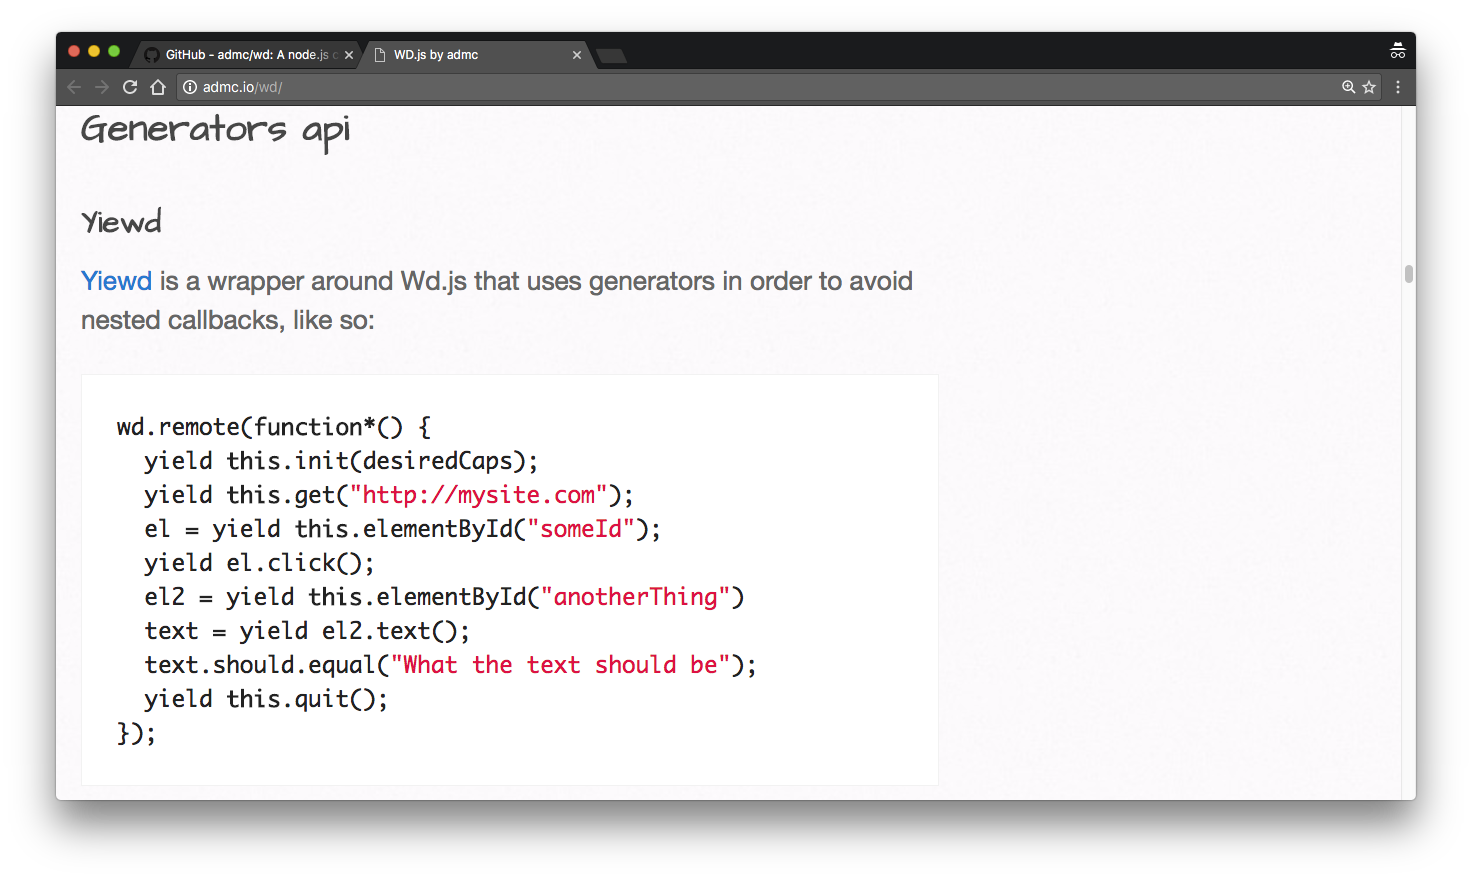 GitHub - admc/wd: A node.js c
WD.js by admc
admc.io/wd/
Generators api
Yiewd
Yiewd is a wrapper around Wd.js that uses generators in order to avoid
nested callbacks, like so:
wd.remote(function*() {
  yield this.init(desiredCaps);
  yield this.get("http://mysite.com");
  el = yield this.elementById("someId");
  yield el.click();
  el2 = yield this.elementById("anotherThing")
  text = yield el2.text();
  text.should.equal("What the text should be");
  yield this.quit();
});